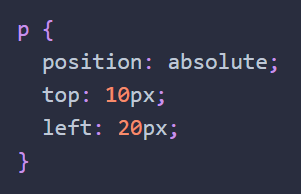 p {
  position: absolute;
  top: 10px;
  left: 20px;
}